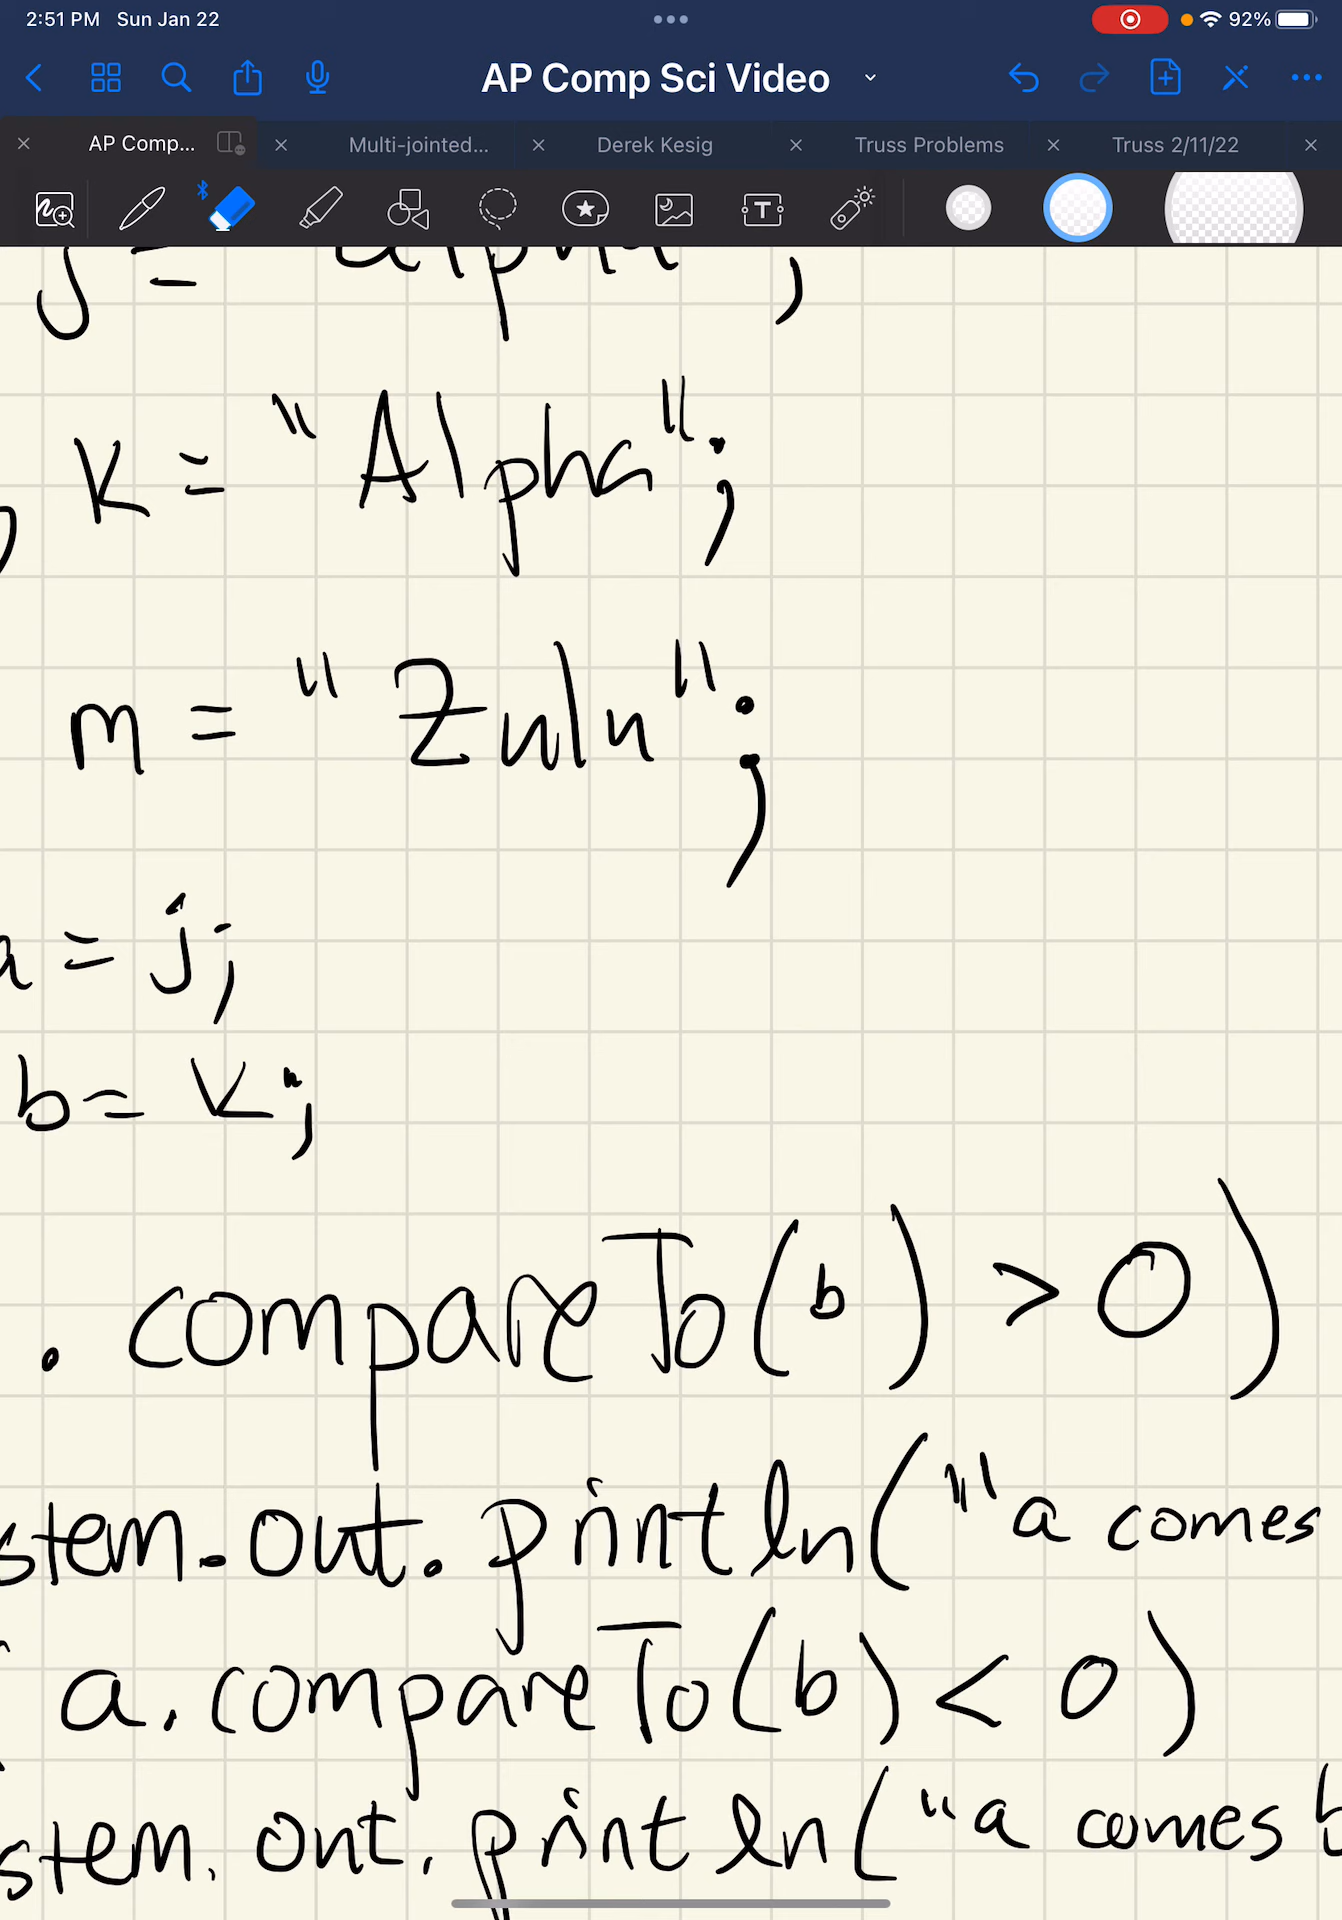 2:51 PM Sun Jan 22 92%
AP Comp Sci Video
AP Comp... Multi-jointed... Derek Kesig Truss Problems Truss 2/11/22
j = "alpha";
k = "Alpha";
m = "Zulu";
a = j;
b = k;
. compareTo(b) > 0)
stem.out.println("a comes
a.compareTo(b) < 0)
stem.out.println("a comes b